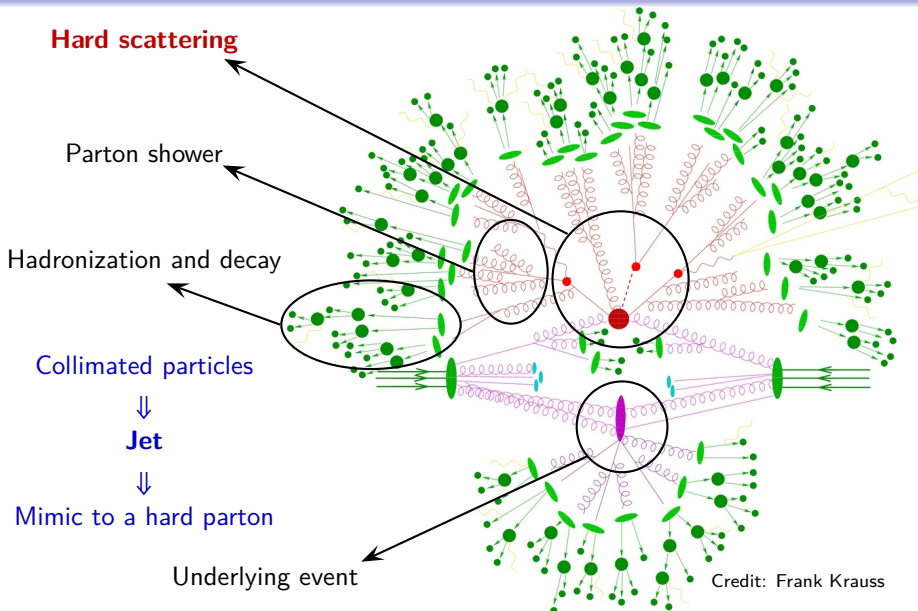 Hard scattering
Parton shower
Hadronization and decay
Collimated particles
⇓
Jet
⇓
Mimic to a hard parton
Underlying event
Credit: Frank Krauss